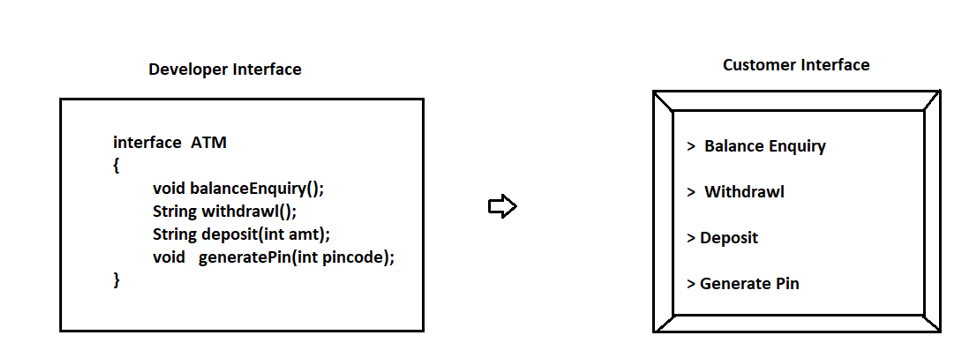 Developer Interface
interface ATM
{
void balanceEnquiry();
String withdrawl();
String deposit(int amt);
void generatePin(int pincode);
}
Customer Interface
> Balance Enquiry
> Withdrawl
> Deposit
> Generate Pin